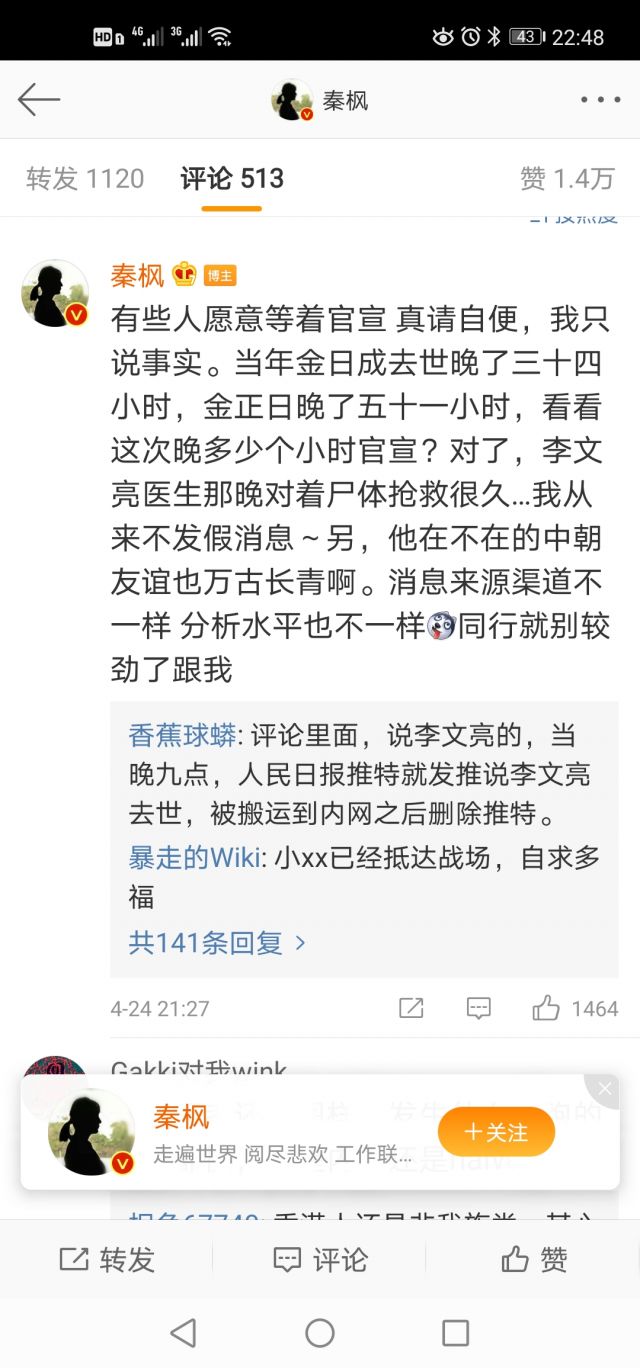 HD 1 4G 3G 43 22:48
秦枫
转发 1120 评论 513 赞 1.4万
秦枫 博主
有些人愿意等着官宣 真请自便，我只
说事实。当年金日成去世晚了三十四
小时，金正日晚了五十一小时，看看
这次晚多少个小时官宣？对了，李文
亮医生那晚对着尸体抢救很久...我从
来不发假消息～另，他在不在的中朝
友谊也万古长青啊。消息来源渠道不
一样 分析水平也不一样同行就别较
劲了跟我
香蕉球蟒: 评论里面，说李文亮的，当
晚九点，人民日报推特就发推说李文亮
去世，被搬运到内网之后删除推特。
暴走的Wiki: 小xx已经抵达战场，自求多
福
共141条回复 >
4-24 21:27 1464
Gakki对我wink
秦枫
走遍世界 阅尽悲欢 工作联...
＋关注
转发 评论 赞